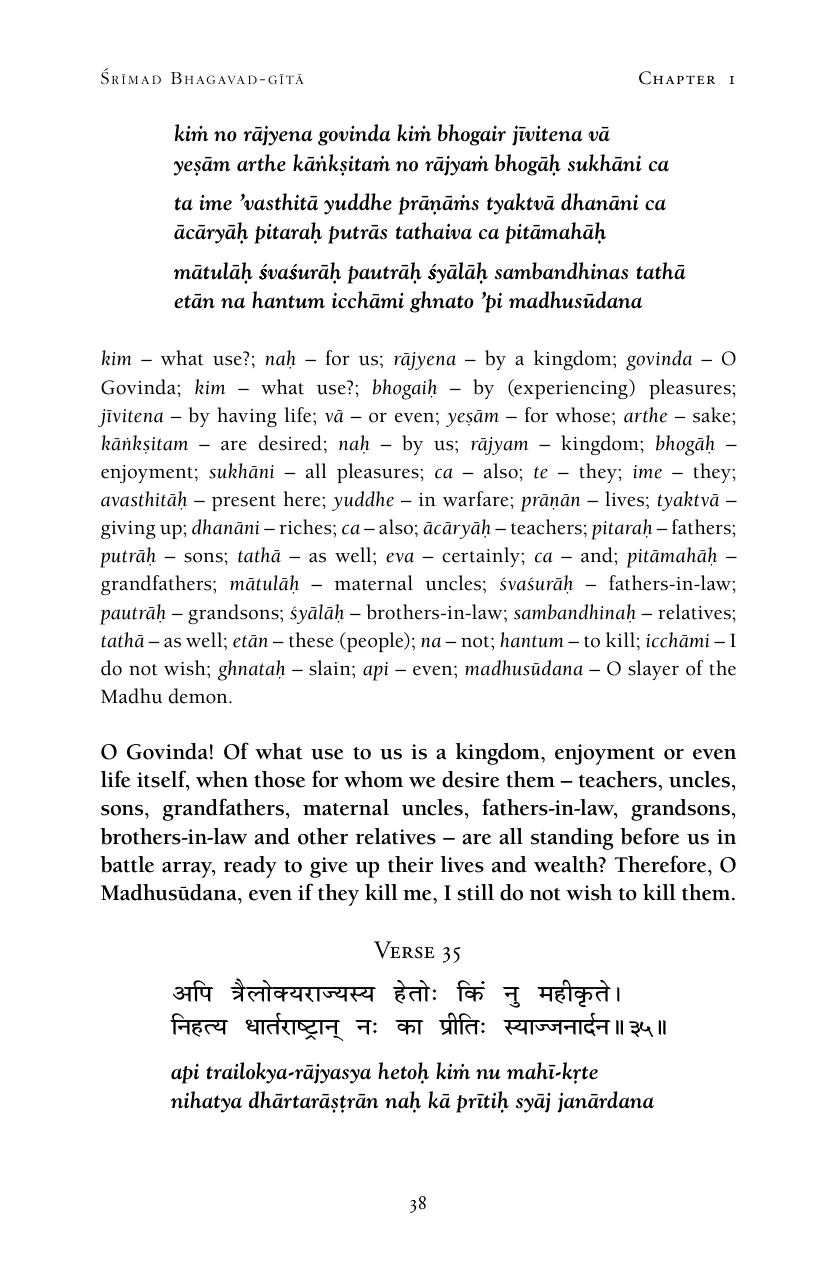 Śrīmad Bhagavad-gītā Chapter 1
kiṁ no rājyena govinda kiṁ bhogair jīvitena vā
yeṣām arthe kāṅkṣitaṁ no rājyaṁ bhogāḥ sukhāni ca
ta ime ’vasthitā yuddhe prāṇāṁs tyaktvā dhanāni ca
ācāryāḥ pitaraḥ putrās tathaiva ca pitāmahāḥ
mātulāḥ śvaśurāḥ pautrāḥ śyālāḥ sambandhinas tathā
etān na hantum icchāmi ghnato ’pi madhusūdana
kim – what use?; naḥ – for us; rājyena – by a kingdom; govinda – O
Govinda; kim – what use?; bhogaiḥ – by (experiencing) pleasures;
jīvitena – by having life; vā – or even; yeṣām – for whose; arthe – sake;
kāṅkṣitam – are desired; naḥ – by us; rājyam – kingdom; bhogāḥ –
enjoyment; sukhāni – all pleasures; ca – also; te – they; ime – they;
avasthitāḥ – present here; yuddhe – in warfare; prāṇān – lives; tyaktvā –
giving up; dhanāni – riches; ca – also; ācāryāḥ – teachers; pitaraḥ – fathers;
putrāḥ – sons; tathā – as well; eva – certainly; ca – and; pitāmahāḥ –
grandfathers; mātulāḥ – maternal uncles; śvaśurāḥ – fathers-in-law;
pautrāḥ – grandsons; śyālāḥ – brothers-in-law; sambandhinaḥ – relatives;
tathā – as well; etān – these (people); na – not; hantum – to kill; icchāmi – I
do not wish; ghnataḥ – slain; api – even; madhusūdana – O slayer of the
Madhu demon.
O Govinda! Of what use to us is a kingdom, enjoyment or even
life itself, when those for whom we desire them – teachers, uncles,
sons, grandfathers, maternal uncles, fathers-in-law, grandsons,
brothers-in-law and other relatives – are all standing before us in
battle array, ready to give up their lives and wealth? Therefore, O
Madhusūdana, even if they kill me, I still do not wish to kill them.
Verse 35
अपि त्रैलोक्यराज्यस्य हेतोः किं नु महीकृते।
निहत्य धार्तराष्ट्रान् नः का प्रीतिः स्याज्जनार्दन॥३५॥
api trailokya-rājyasya hetoḥ kiṁ nu mahī-kṛte
nihatya dhārtarāṣṭrān naḥ kā prītiḥ syāj janārdana
38